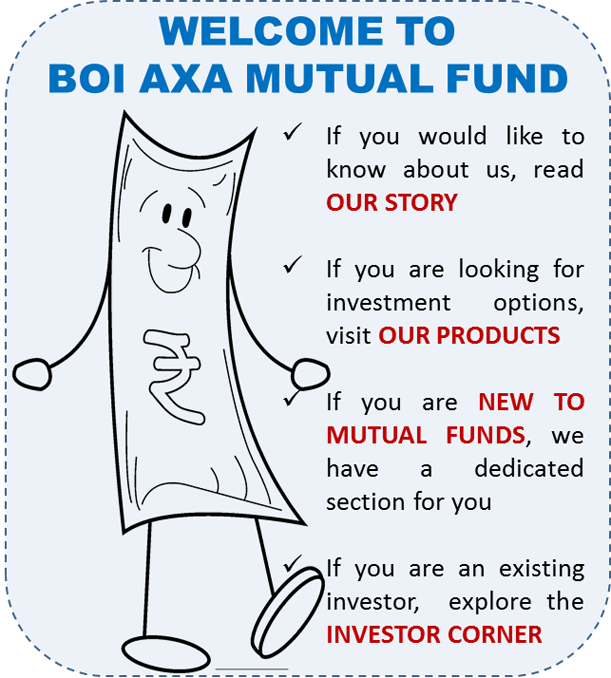 WELCOME TO
BOI AXA MUTUAL FUND
✓ If you would like to
know about us, read
OUR STORY
✓ If you are looking for
investment options,
visit OUR PRODUCTS
✓ If you are NEW TO
MUTUAL FUNDS, we
have a dedicated
section for you
✓ If you are an existing
investor, explore the
INVESTOR CORNER
₹